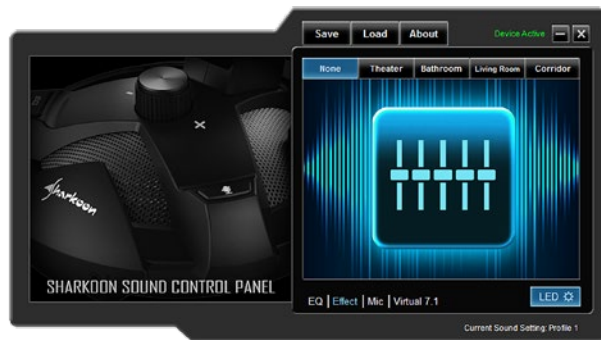 Save Load About Device Active
None Theater Bathroom Living Room Corridor
Sharkoon
SHARKOON SOUND CONTROL PANEL
EQ | Effect | Mic | Virtual 7.1
LED
Current Sound Setting: Profile 1